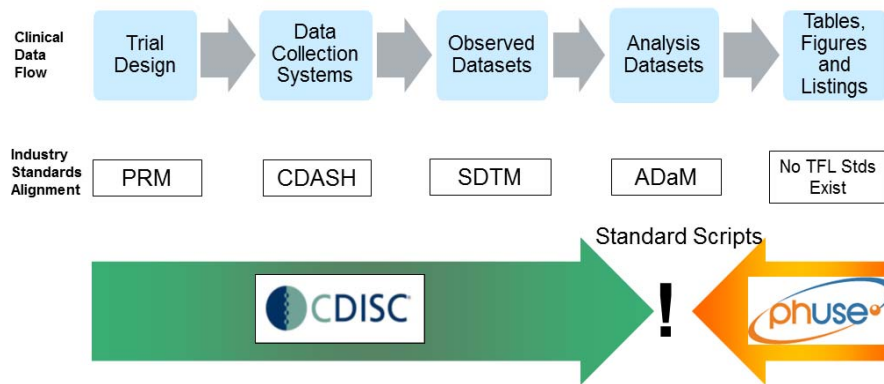 Clinical
Data
Flow
Trial
Design
Data
Collection
Systems
Observed
Datasets
Analysis
Datasets
Tables,
Figures
and
Listings
Industry
Standards
Alignment
PRM
CDASH
SDTM
ADaM
No TFL Stds
Exist
Standard Scripts
CDISC
!
phuse